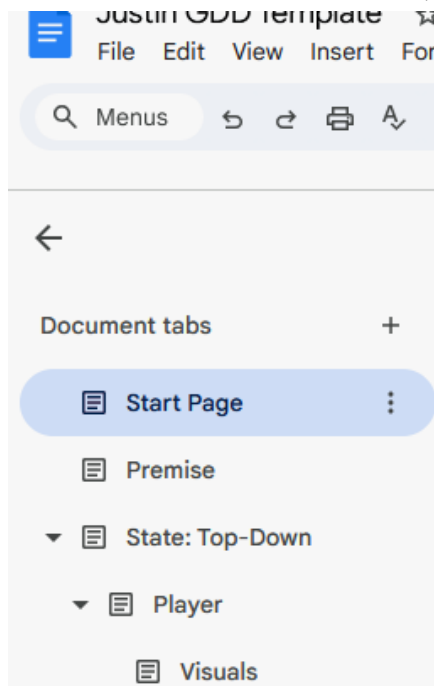 Justin GDD Template
File Edit View Insert For
Menus
Document tabs
Start Page
Premise
State: Top-Down
Player
Visuals